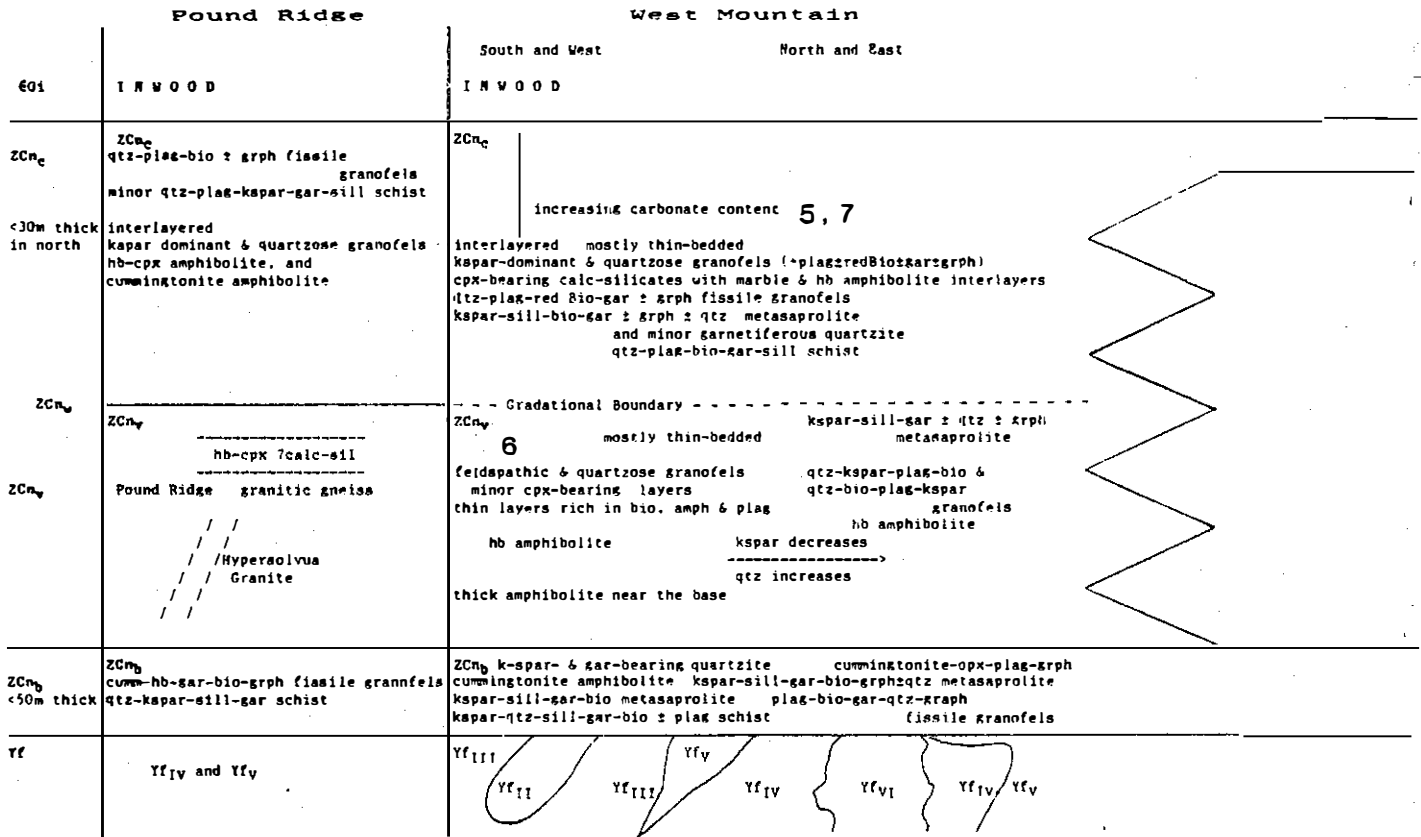 Pound Ridge West Mountain
South and West North and East
€Oi I N W O O D I N W O O D
ZCnc ZCnc
ZCnc qtz-plag-bio ± grph fissile
granofels
minor qtz-plag-kspar-gar-sill schist
increasing carbonate content 5, 7
<30m thick interlayered
in north kapar dominant & quartzose granofels interlayered mostly thin-bedded
hb-cpx amphibolite, and kspar-dominant & quartzose granofels (+plag±redBio±gar±grph)
cummingtonite amphibolite cpx-bearing calc-silicates with marble & hb amphibolite interlayers
qtz-plag-red Bio-gar ± grph fissile granofels
kspar-sill-bio-gar ± grph ± qtz metasaprolite
and minor garnetiferous quartzite
qtz-plag-bio-gar-sill schist
ZCnv - - - Gradational Boundary - - - - - - - - - - - - - - - - - -
ZCnv ZCnv kspar-sill-gar ± qtz ± grph
mostly thin-bedded metasaprolite
6
hb-cpx ?calc-sil
feldspathic & quartzose granofels qtz-kspar-plag-bio &
ZCnv Pound Ridge granitic gneiss minor cpx-bearing layers qtz-bio-plag-kspar
thin layers rich in bio, amph & plag granofels
hb amphibolite
hb amphibolite kspar decreases
Hypersolvus
Granite qtz increases
thick amphibolite near the base
ZCnb ZCnb k-spar- & gar-bearing quartzite cummingtonite-opx-plag-grph
ZCnb cumm-hb-gar-bio-grph fissile grannfels cummingtonite amphibolite kspar-sill-gar-bio-grph±qtz metasaprolite
<50m thick qtz-kspar-sill-gar schist kspar-sill-gar-bio metasaprolite plag-bio-gar-qtz-graph
kspar-qtz-sill-gar-bio ± plag schist fissile granofels
Yf YfIII YfV
YfIV and YfV YfII YfIII YfIV YfVI YfIV YfV